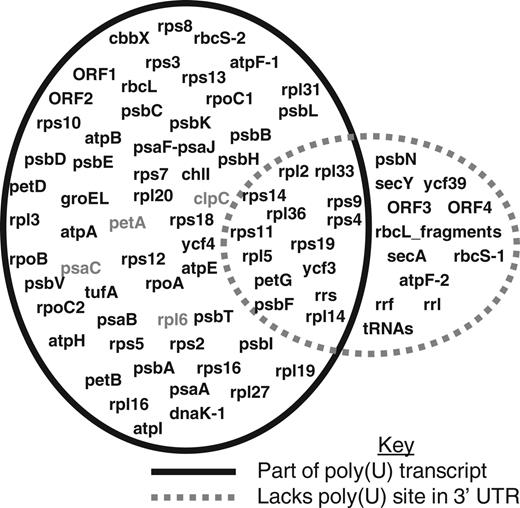 rps8
cbbX rbcS-2
rps3 atpF-1
ORF1 rps13
rbcL rpl31
ORF2 rpoC1
psbC psbL
rps10 psbK
atpB psbB
psaF-psaJ psbN
psbD psbE psbH rpl2 rpl33
rps7 chlI secY ycf39
petD groEL rpl20 clpC rps14 rps9 ORF3 ORF4
rpl3 petA rps18 rpl36 rps4
atpA rps11 rbcL_fragments
ycf4 rps19
rpoB rps12 rpl5 secA rbcS-1
psaC atpE ycf3
psbV rpoA petG atpF-2
tufA rrs
rpoC2 psbF rrf rrl
psaB rpl6 psbT rpl14
tRNAs
atpH rps5 rps2 psbI
psbA rps16 rpl19
petB psaA rpl27
rpl16 dnaK-1
atpI
Key
Part of poly(U) transcript
Lacks poly(U) site in 3' UTR